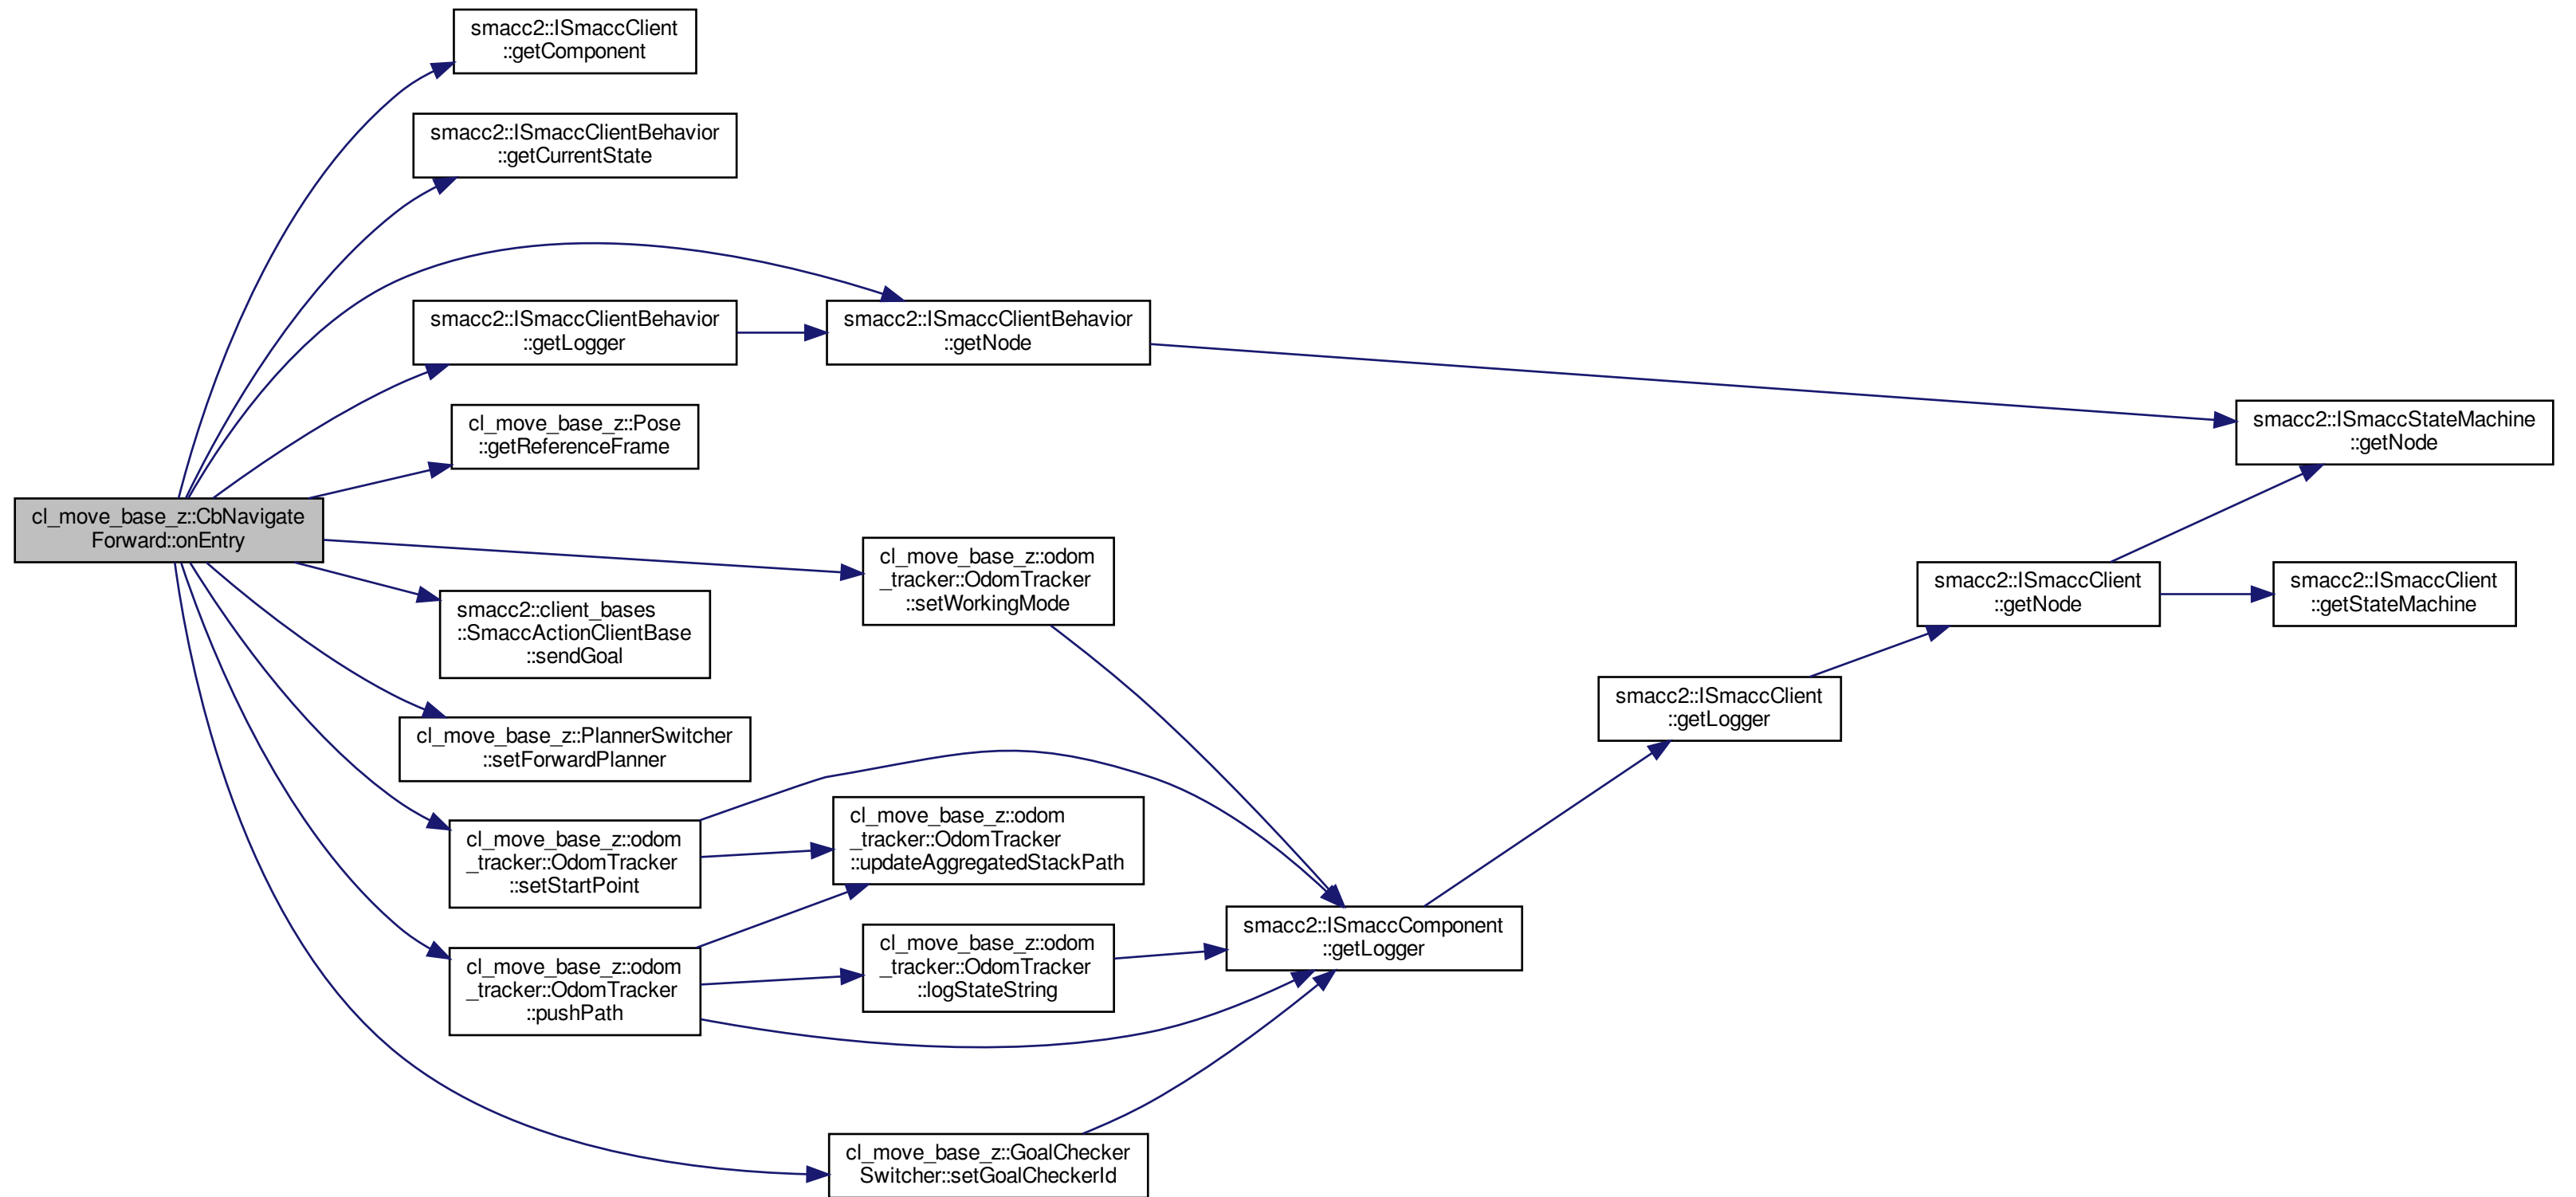 smacc2::ISmaccClient
::getComponent
smacc2::ISmaccClientBehavior
::getCurrentState
smacc2::ISmaccClientBehavior
::getLogger
smacc2::ISmaccClientBehavior
::getNode
cl_move_base_z::Pose
::getReferenceFrame
smacc2::ISmaccStateMachine
::getNode
cl_move_base_z::CbNavigate
Forward::onEntry
cl_move_base_z::odom
_tracker::OdomTracker
::setWorkingMode
smacc2::ISmaccClient
::getNode
smacc2::ISmaccClient
::getStateMachine
smacc2::client_bases
::SmaccActionClientBase
::sendGoal
smacc2::ISmaccClient
::getLogger
cl_move_base_z::PlannerSwitcher
::setForwardPlanner
cl_move_base_z::odom
_tracker::OdomTracker
::setStartPoint
cl_move_base_z::odom
_tracker::OdomTracker
::updateAggregatedStackPath
cl_move_base_z::odom
_tracker::OdomTracker
::pushPath
cl_move_base_z::odom
_tracker::OdomTracker
::logStateString
smacc2::ISmaccComponent
::getLogger
cl_move_base_z::GoalChecker
Switcher::setGoalCheckerId